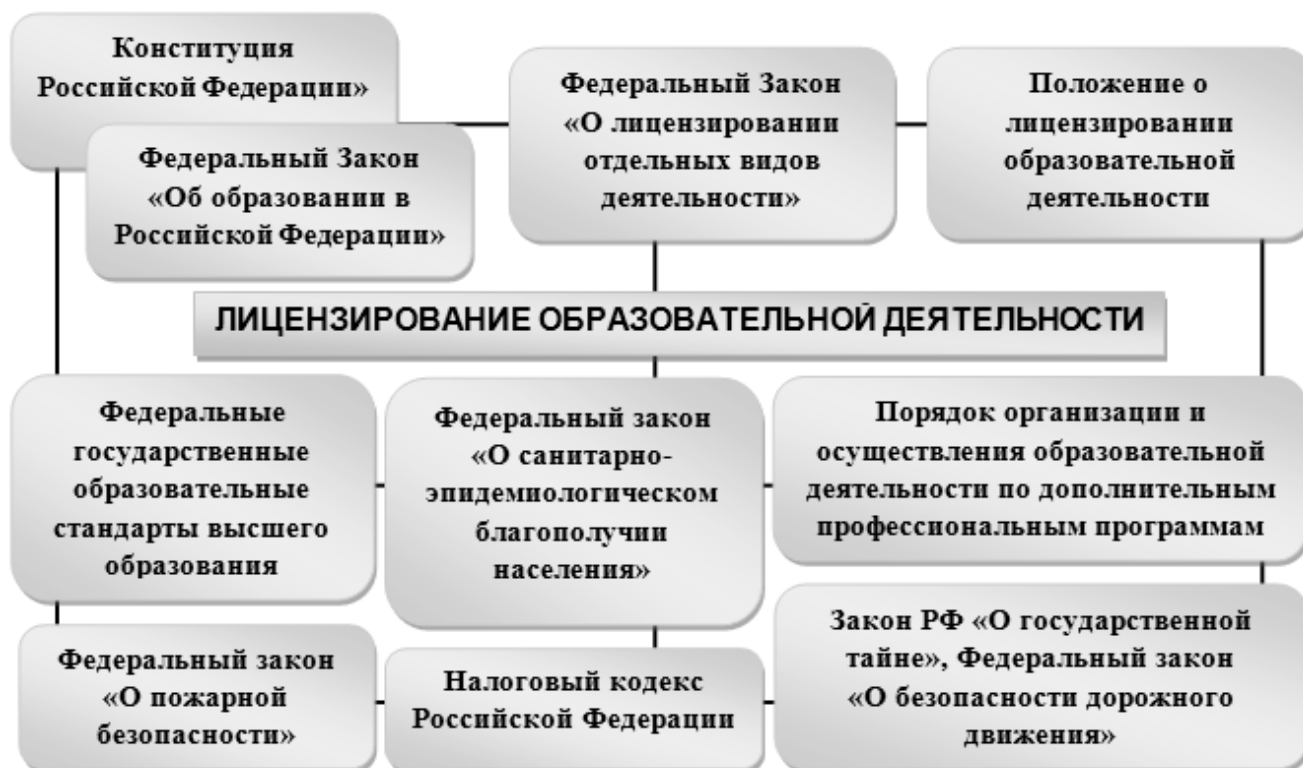 Конституция
Российской Федерации»
Федеральный Закон
«Об образовании в
Российской Федерации»
Федеральный Закон
«О лицензировании
отдельных видов
деятельности»
Положение о
лицензировании
образовательной
деятельности
ЛИЦЕНЗИРОВАНИЕ ОБРАЗОВАТЕЛЬНОЙ ДЕЯТЕЛЬНОСТИ
Федеральные
государственные
образовательные
стандарты высшего
образования
Федеральный закон
«О санитарно-
эпидемиологическом
благополучии
населения»
Порядок организации и
осуществления образовательной
деятельности по дополнительным
профессиональным программам
Федеральный закон
«О пожарной
безопасности»
Налоговый кодекс
Российской Федерации
Закон РФ «О государственной
тайне», Федеральный закон
«О безопасности дорожного
движения»